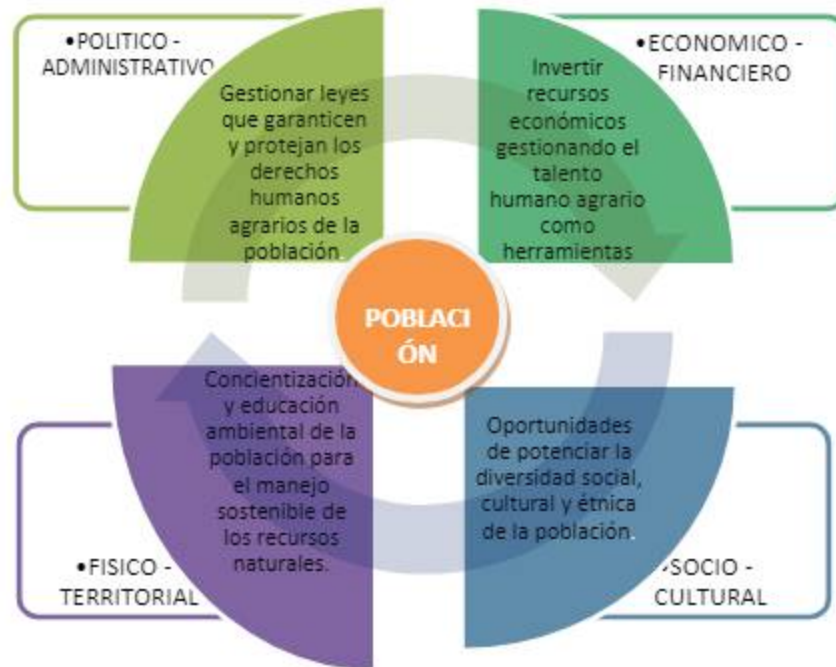 •POLITICO -
ADMINISTRATIVO
Gestionar leyes
que garanticen
y protejan los
derechos
humanos
agrarios de la
población.
•ECONOMICO -
FINANCIERO
Invertir
recursos
económicos
gestionando el
talento
humano agrario
como
herramientas
POBLACI
ÓN
Concientización
y educación
ambiental de la
población para
el manejo
sostenible de
los recursos
naturales.
•FISICO -
TERRITORIAL
Oportunidades
de potenciar la
diversidad social,
cultural y étnica
de la población.
•SOCIO -
CULTURAL